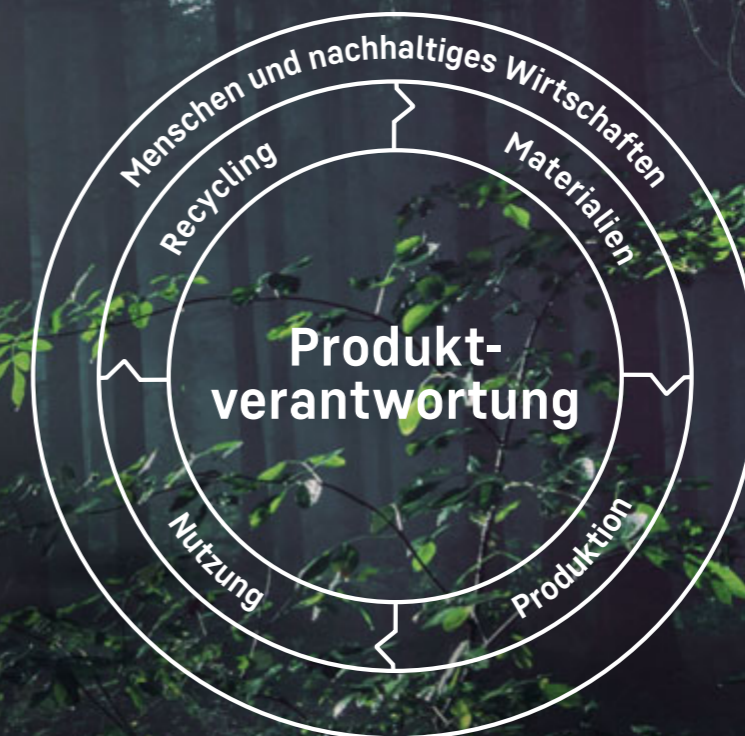 Menschen und nachhaltiges Wirtschaften
Recycling
Materialien
Produkt-
verantwortung
Nutzung
Produktion